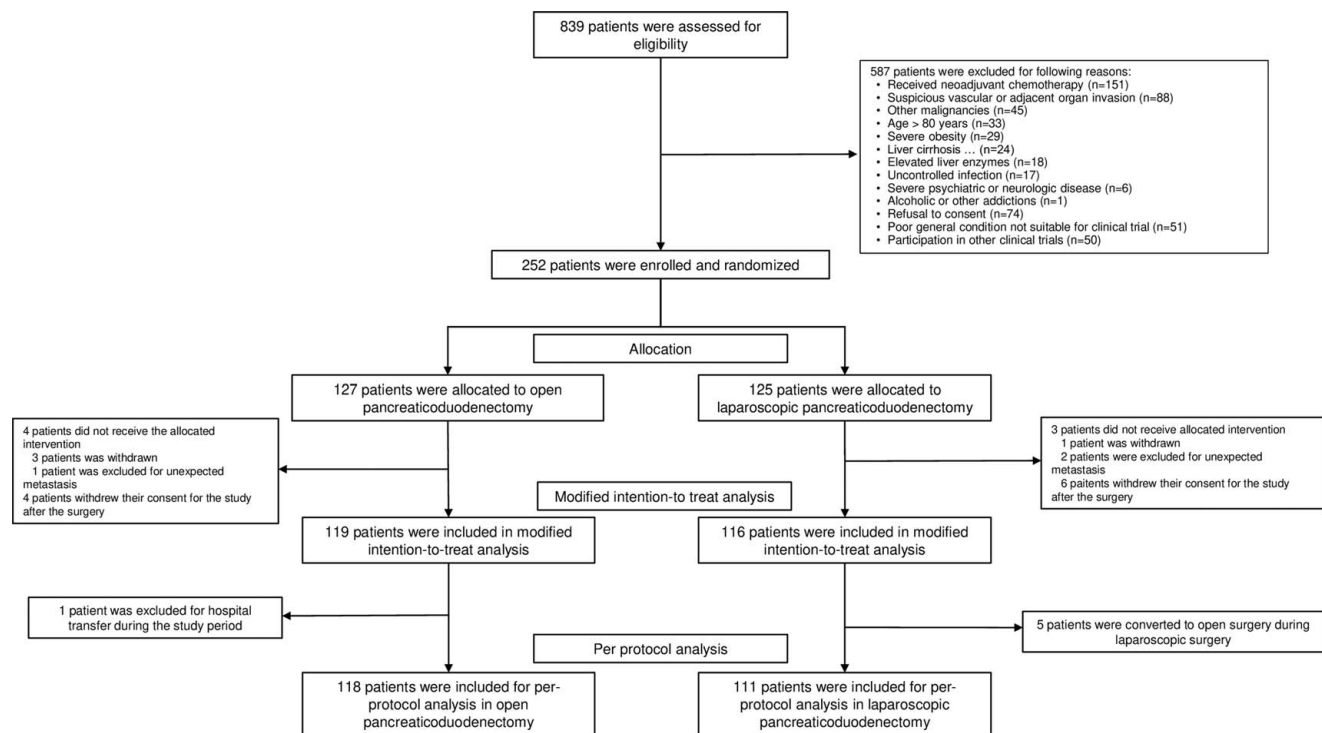 839 patients were assessed for
eligibility
587 patients were excluded for following reasons:
• Received neoadjuvant chemotherapy (n=151)
• Suspicious vascular or adjacent organ invasion (n=88)
• Other malignancies (n=45)
• Age > 80 years (n=33)
• Severe obesity (n=29)
• Liver cirrhosis ... (n=24)
• Elevated liver enzymes (n=18)
• Uncontrolled infection (n=17)
• Severe psychiatric or neurologic disease (n=6)
• Alcoholic or other addictions (n=1)
• Refusal to consent (n=74)
• Poor general condition not suitable for clinical trial (n=51)
• Participation in other clinical trials (n=50)
252 patients were enrolled and randomized
Allocation
127 patients were allocated to open
pancreaticoduodenectomy
125 patients were allocated to
laparoscopic pancreaticoduodenectomy
4 patients did not receive the allocated
intervention
3 patients was withdrawn
1 patient was excluded for unexpected
metastasis
4 patients withdrew their consent for the study
after the surgery
3 patients did not receive allocated intervention
1 patient was withdrawn
2 patients were excluded for unexpected
metastasis
6 paitents withdrew their consent for the study
after the surgery
Modified intention-to treat analysis
119 patients were included in modified
intention-to-treat analysis
116 patients were included in modified
intention-to-treat analysis
1 patient was excluded for hospital
transfer during the study period
5 patients were converted to open surgery during
laparoscopic surgery
Per protocol analysis
118 patients were included for per-
protocol analysis in open
pancreaticoduodenectomy
111 patients were included for per-
protocol analysis in laparoscopic
pancreaticoduodenectomy